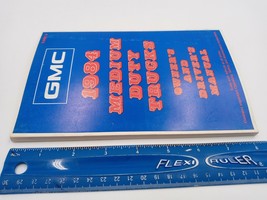 GMC
1984
MEDIUM
DUTY
TRUCKS
OWNER'S
AND
DRIVER'S
MANUAL
FLEXI RULER